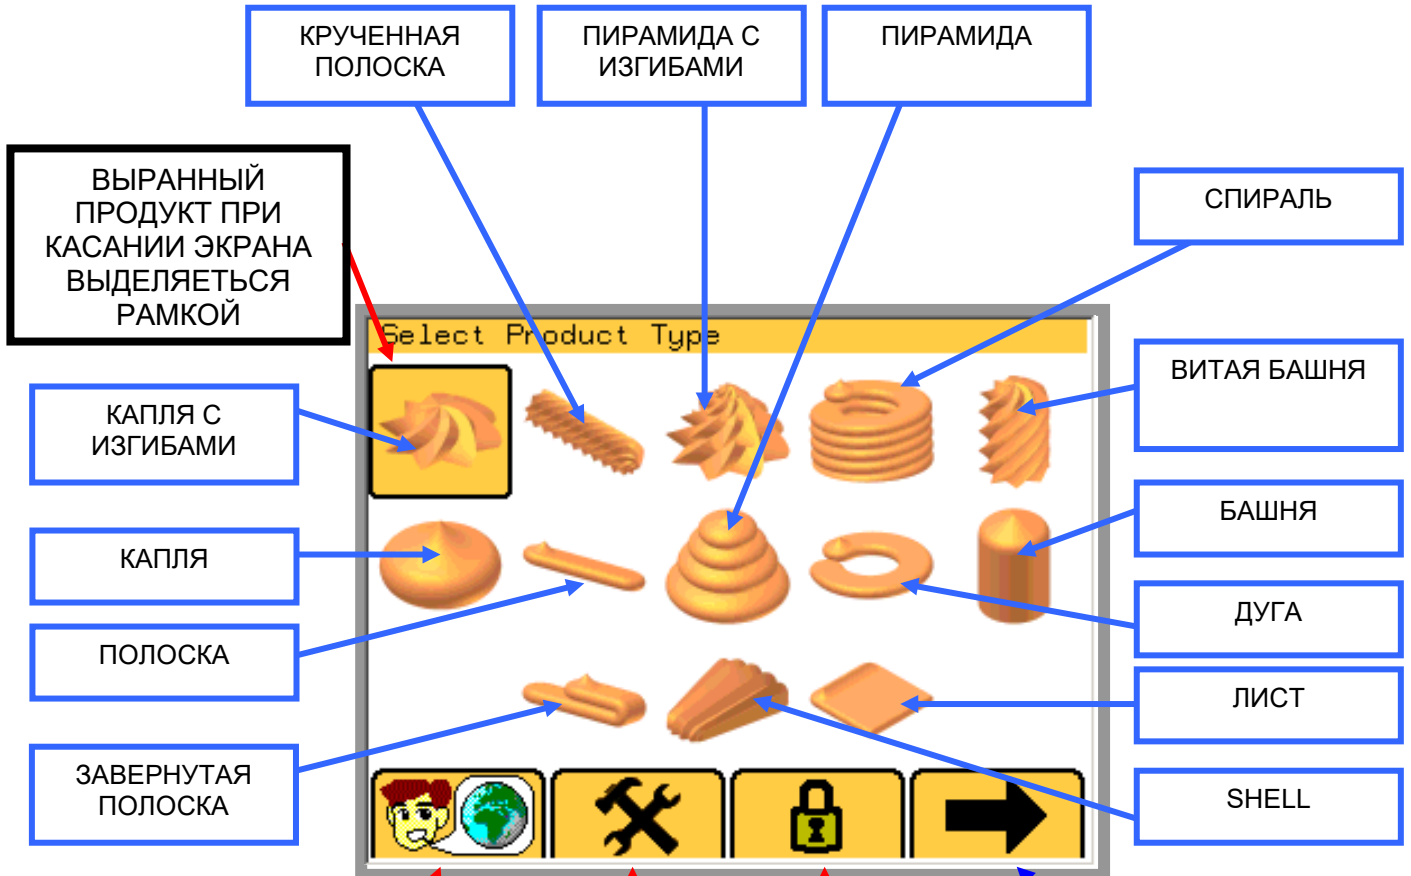 КРУЧЕННАЯ
ПОЛОСКА
ПИРАМИДА С
ИЗГИБАМИ
ПИРАМИДА
ВЫРАННЫЙ
ПРОДУКТ ПРИ
КАСАНИИ ЭКРАНА
ВЫДЕЛЯЕТЬСЯ
РАМКОЙ
СПИРАЛЬ
Select Product Type
ВИТАЯ БАШНЯ
КАПЛЯ С
ИЗГИБАМИ
БАШНЯ
КАПЛЯ
ДУГА
ПОЛОСКА
ЛИСТ
ЗАВЕРНУТАЯ
ПОЛОСКА
SHELL